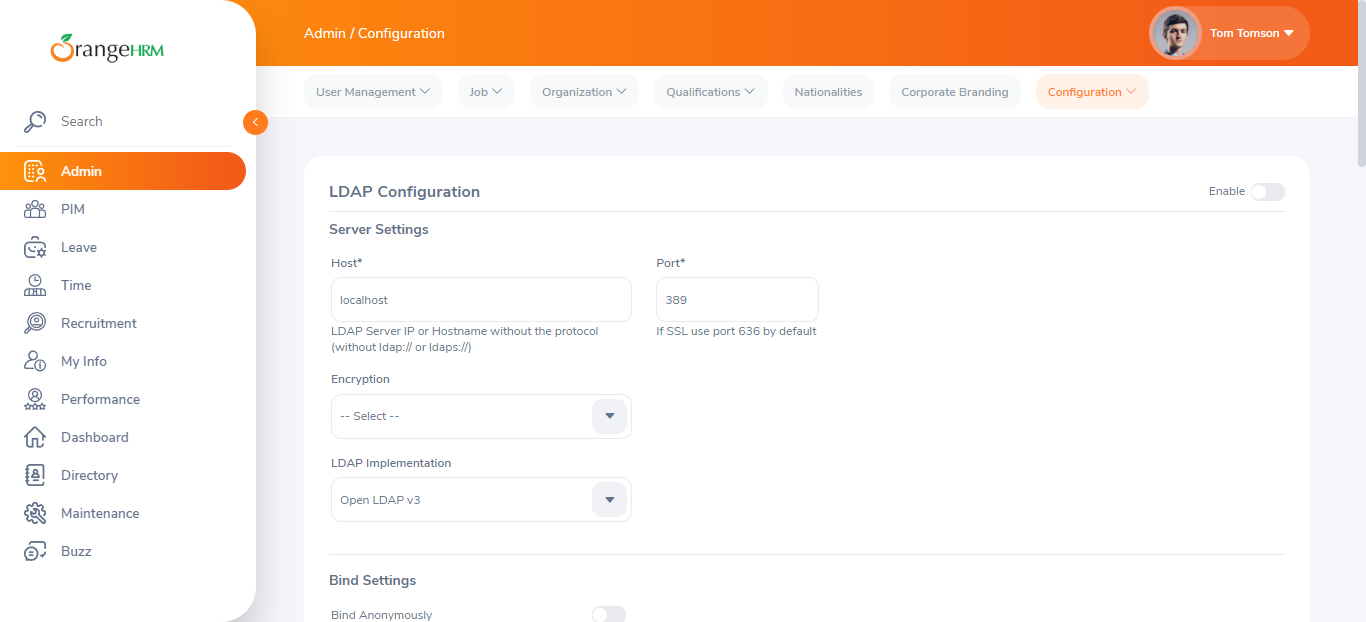 OrangeHRM
Search
Admin
PIM
Leave
Time
Recruitment
My Info
Performance
Dashboard
Directory
Maintenance
Buzz
Admin / Configuration
Tom Tomson
User Management
Job
Organization
Qualifications
Nationalities
Corporate Branding
Configuration
LDAP Configuration
Enable
Server Settings
Host*
Port*
localhost
389
LDAP Server IP or Hostname without the protocol
(without ldap:// or ldaps://)
If SSL use port 636 by default
Encryption
-- Select --
LDAP Implementation
Open LDAP v3
Bind Settings
Bind Anonymously